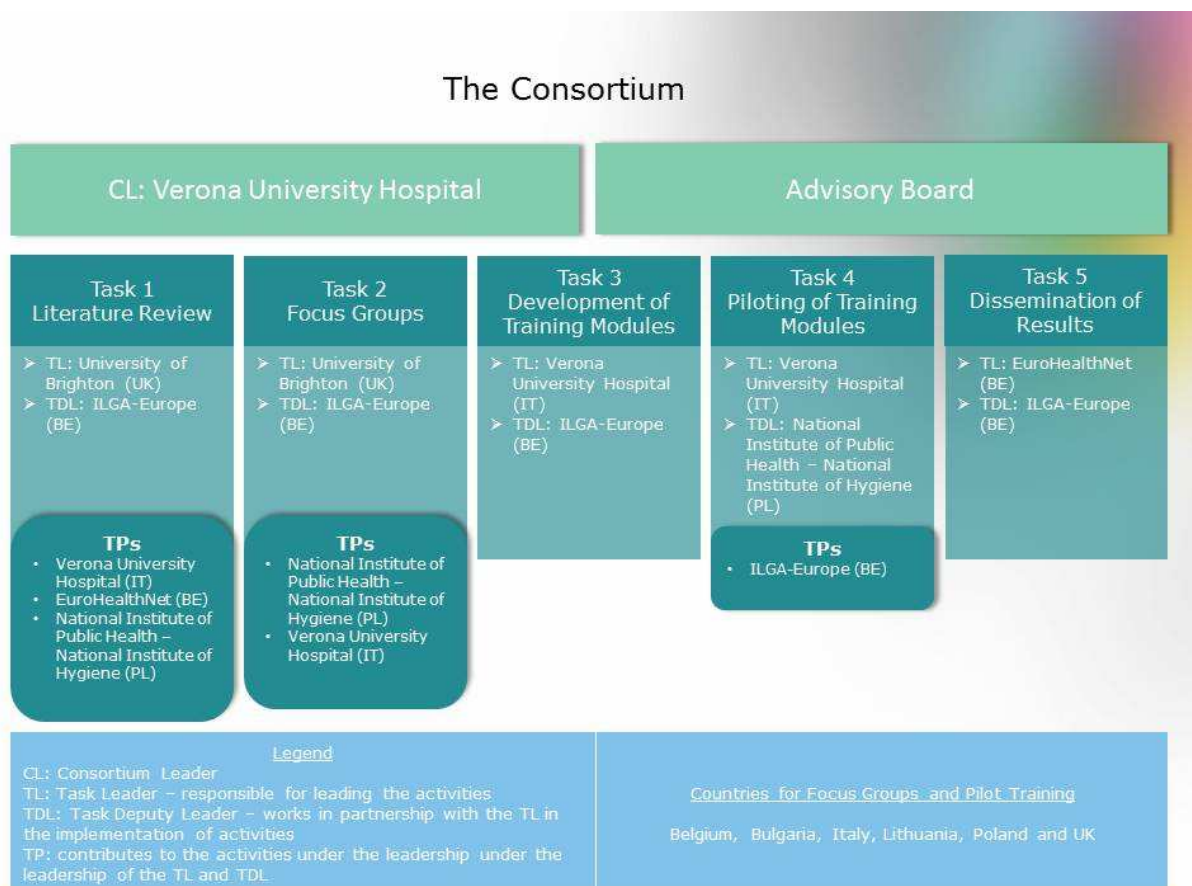 The Consortium
CL: Verona University Hospital
Advisory Board
Task 1
Literature Review
➢ TL: University of
Brighton (UK)
➢ TDL: ILGA-Europe
(BE)
TPs
• Verona University
Hospital (IT)
• EuroHealthNet (BE)
• National Institute of
Public Health –
National Institute of
Hygiene (PL)
Task 2
Focus Groups
➢ TL: University of
Brighton (UK)
➢ TDL: ILGA-Europe
(BE)
TPs
• National Institute of
Public Health –
National Institute of
Hygiene (PL)
• Verona University
Hospital (IT)
Task 3
Development of
Training Modules
➢ TL: Verona
University Hospital
(IT)
➢ TDL: ILGA-Europe
(BE)
Task 4
Piloting of Training
Modules
➢ TL: Verona
University Hospital
(IT)
➢ TDL: National
Institute of Public
Health – National
Institute of Hygiene
(PL)
TPs
• ILGA-Europe (BE)
Task 5
Dissemination of
Results
➢ TL: EuroHealthNet
(BE)
➢ TDL: ILGA-Europe
(BE)
Legend
CL: Consortium Leader
TL: Task Leader – responsible for leading the activities
TDL: Task Deputy Leader – works in partnership with the TL in
the implementation of activities
TP: contributes to the activities under the leadership under the
leadership of the TL and TDL
Countries for Focus Groups and Pilot Training
Belgium, Bulgaria, Italy, Lithuania, Poland and UK